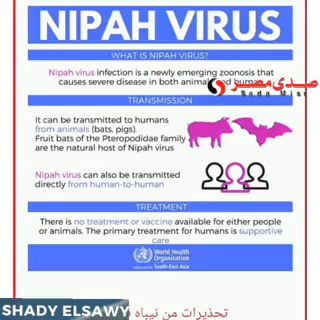 NIPAH VIRUS
WHAT IS NIPAH VIRUS?
Nipah virus infection is a newly emerging zoonosis that
causes severe disease in both animals and humans
صدى مصر
Sada Misr
TRANSMISSION
It can be transmitted to humans
from animals (bats, pigs).
Fruit bats of the Pteropodidae family
are the natural host of Nipah virus
Nipah virus can also be transmitted
directly from human-to-human
TREATMENT
There is no treatment or vaccine available for either people
or animals. The primary treatment for humans is supportive
care
World Health
Organization
South-East Asia
SHADY ELSAWY
تحذيرات من نيباه